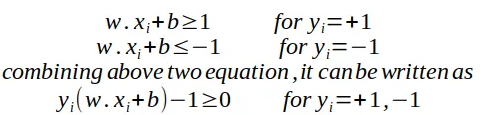 w.xᵢ+b≥1 for yᵢ=+1
w.xᵢ+b≤−1 for yᵢ=−1
combining above two equation ,it can be written as
yᵢ(w.xᵢ+b)−1≥0 for yᵢ=+1,−1